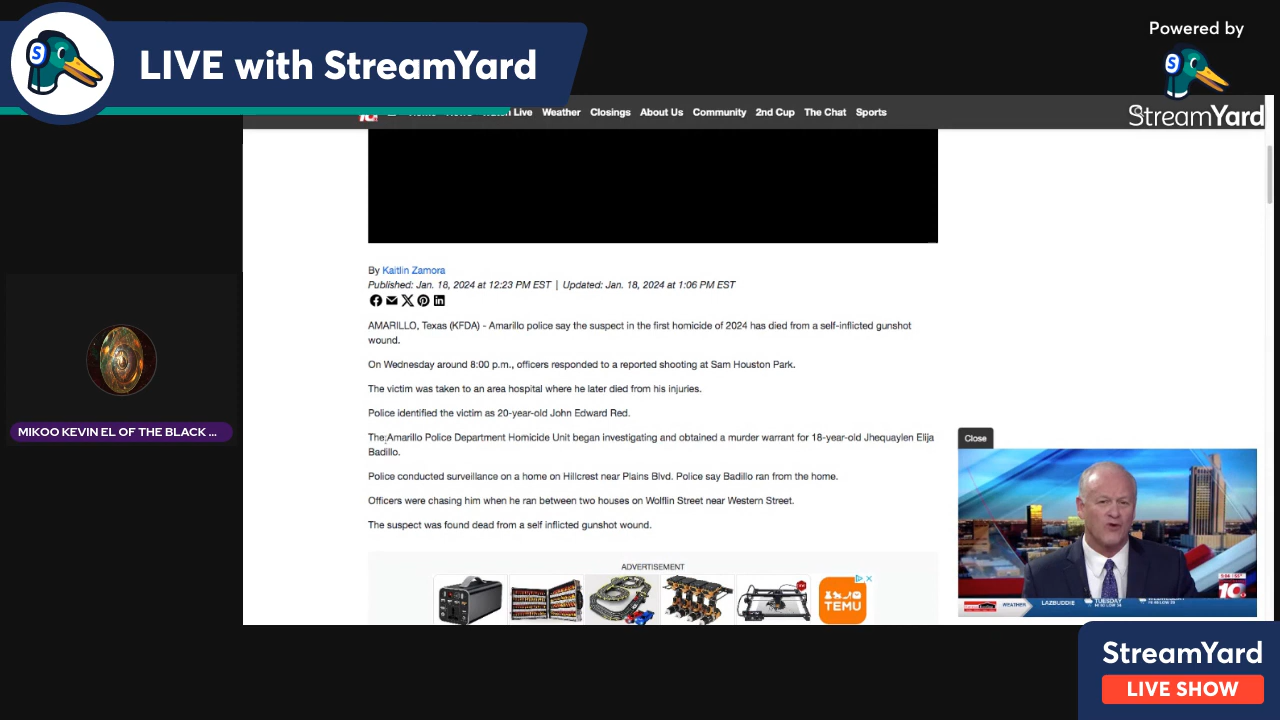 Powered by
LIVE with StreamYard
StreamYard
Live Weather Closings About Us Community 2nd Cup The Chat Sports
By Kaitlin Zamora
Published: Jan. 18, 2024 at 12:23 PM EST | Updated: Jan. 18, 2024 at 1:06 PM EST
AMARILLO, Texas (KFDA) - Amarillo police say the suspect in the first homicide of 2024 has died from a self-inflicted gunshot
wound.
On Wednesday around 8:00 p.m., officers responded to a reported shooting at Sam Houston Park.
The victim was taken to an area hospital where he later died from his injuries.
Police identified the victim as 20-year-old John Edward Red.
The Amarillo Police Department Homicide Unit began investigating and obtained a murder warrant for 18-year-old Jhequaylen Elija
Badillo.
Police conducted surveillance on a home on Hillcrest near Plains Blvd. Police say Badillo ran from the home.
Officers were chasing him when he ran between two houses on Wolflin Street near Western Street.
The suspect was found dead from a self inflicted gunshot wound.
ADVERTISEMENT
TEMU
MIKOO KEVIN EL OF THE BLACK ...
Close
WEATHER
LAZBUDDIE
TUESDAY
10
StreamYard
LIVE SHOW